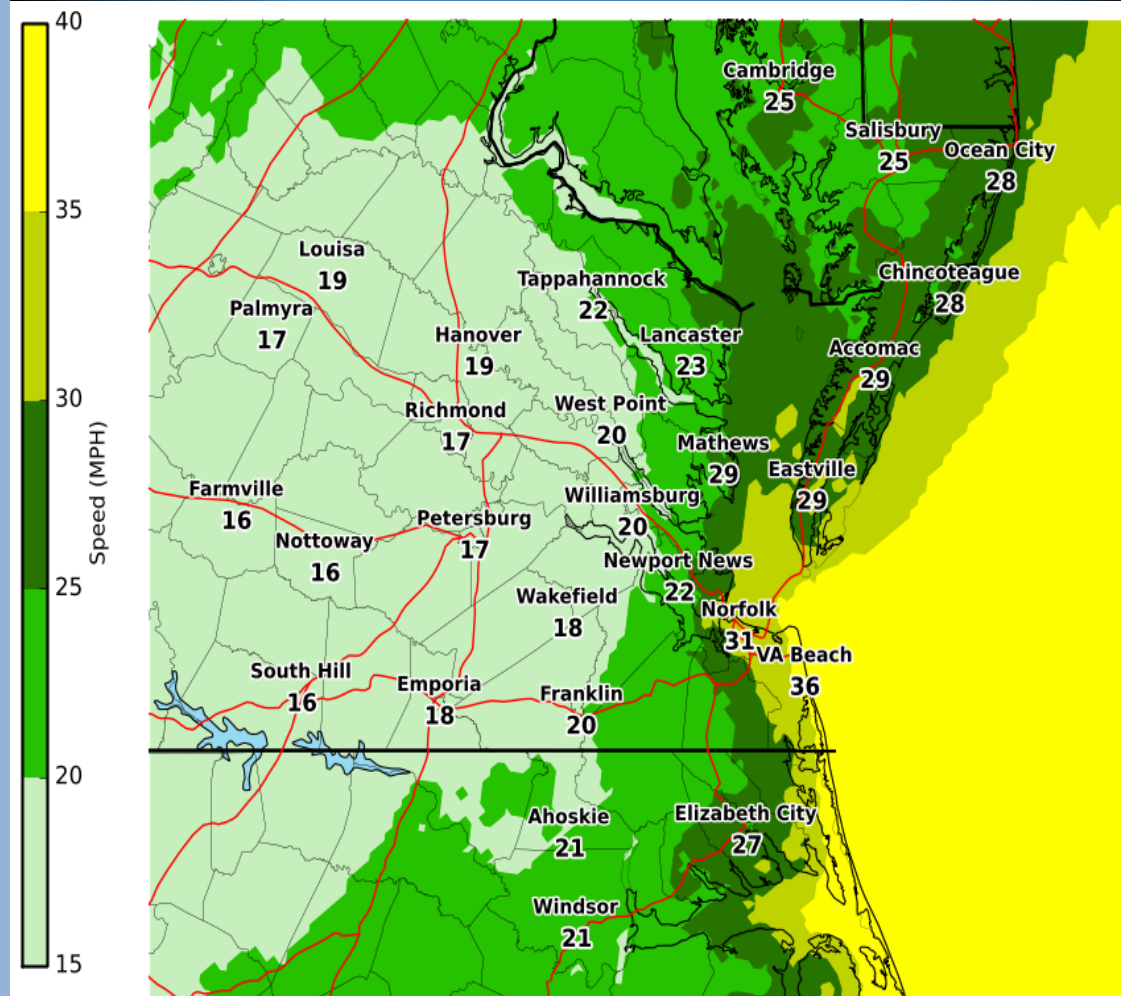 40
Cambridge
25
Salisbury
25
Ocean City
28
35
Louisa
19
Tappahannock
22
Chincoteague
28
Palmyra
17
Hanover
19
Lancaster
23
Accomac
29
30
Richmond
17
West Point
20
Mathews
29
Eastville
29
Speed (MPH)
Farmville
16
Williamsburg
20
Petersburg
17
Nottoway
16
Newport News
22
25
Wakefield
18
Norfolk
31
VA Beach
36
South Hill
16
Emporia
18
Franklin
20
20
Ahoskie
21
Elizabeth City
27
Windsor
21
15